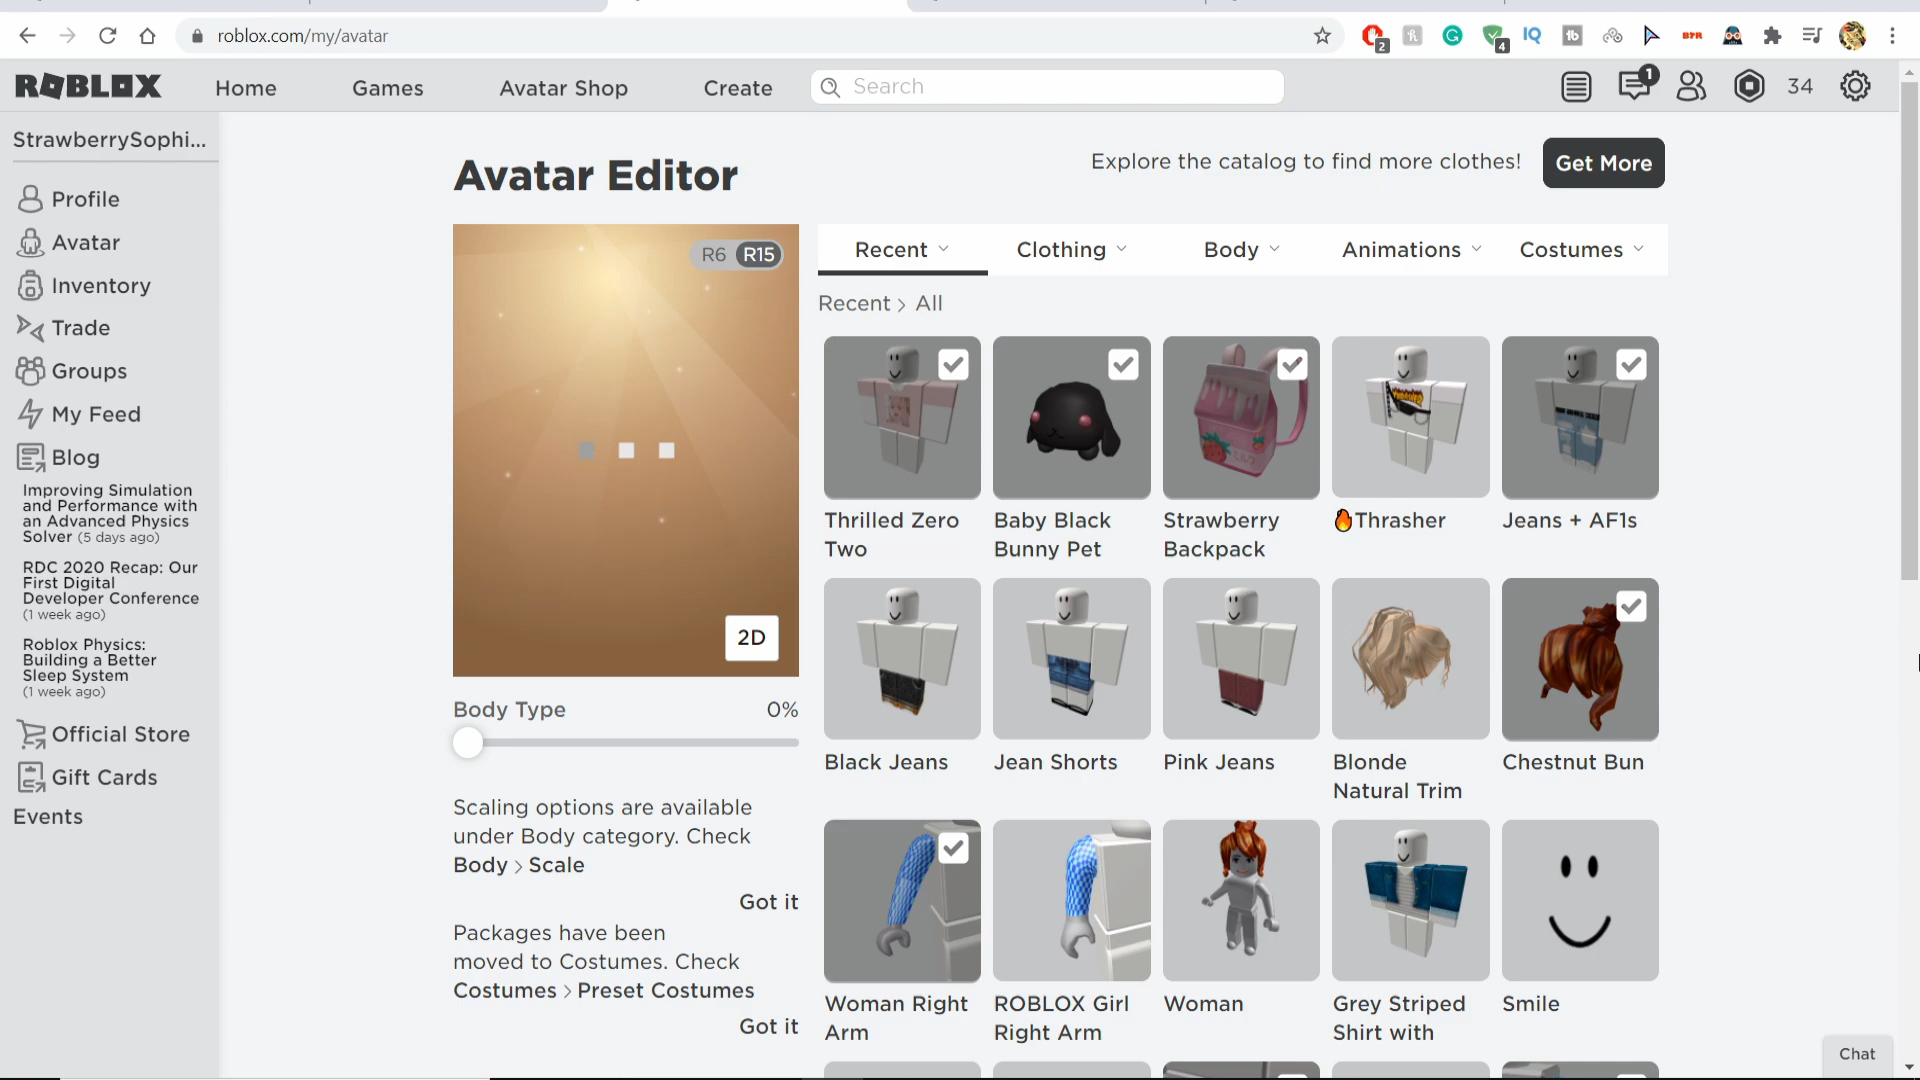 roblox.com/my/avatar
2
4
IQ
tb
BTR
ROBLOX
Home
Games
Avatar Shop
Create
Search
1
34
StrawberrySophi...
Profile
Avatar
Inventory
Trade
Groups
My Feed
Blog
Improving Simulation
and Performance with
an Advanced Physics
Solver (5 days ago)
RDC 2020 Recap: Our
First Digital
Developer Conference
(1 week ago)
Roblox Physics:
Building a Better
Sleep System
(1 week ago)
Official Store
Gift Cards
Events
Avatar Editor
Explore the catalog to find more clothes!
Get More
R6 R15
2D
Body Type 0%
Scaling options are available
under Body category. Check
Body > Scale
Got it
Packages have been
moved to Costumes. Check
Costumes > Preset Costumes
Got it
Recent
Clothing
Body
Animations
Costumes
Recent > All
Thrilled Zero
Two
Baby Black
Bunny Pet
Strawberry
Backpack
🔥Thrasher
Jeans + AF1s
Black Jeans
Jean Shorts
Pink Jeans
Blonde
Natural Trim
Chestnut Bun
Woman Right
Arm
ROBLOX Girl
Right Arm
Woman
Grey Striped
Shirt with
Smile
Chat